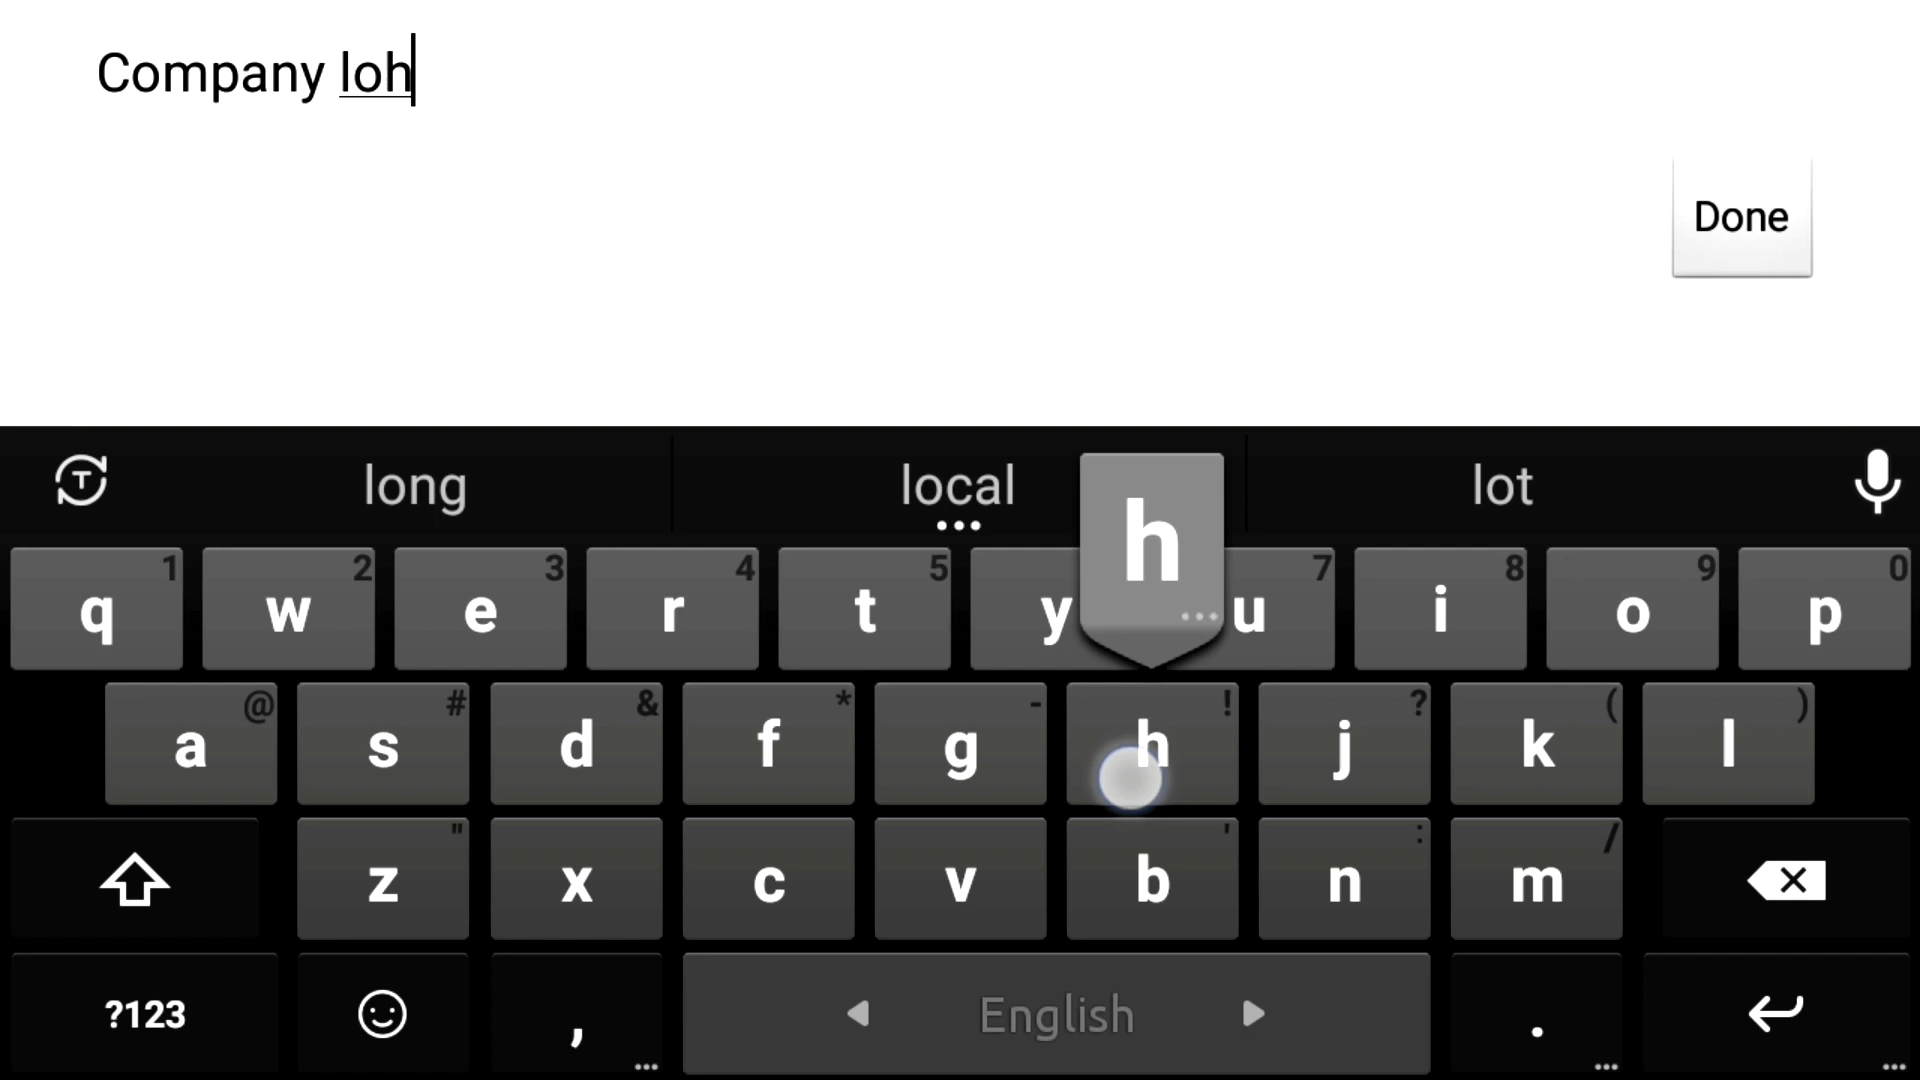 Company loh
Done
T long local lot
h
q 1 w 2 e 3 r 4 t 5 y u 7 i 8 o 9 p 0
a @ s # d & f * g - h ! j ? k ( l )
z " x c v b ' n : m /
?123 , English .